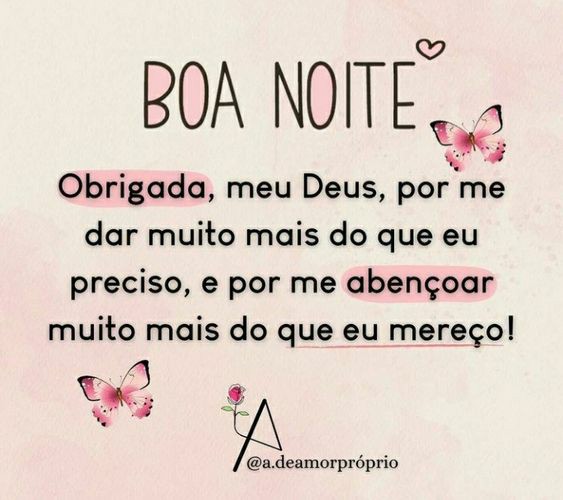 BOA NOITE
Obrigada, meu Deus, por me
dar muito mais do que eu
preciso, e por me abençoar
muito mais do que eu mereço!
A
@a.deamorpróprio